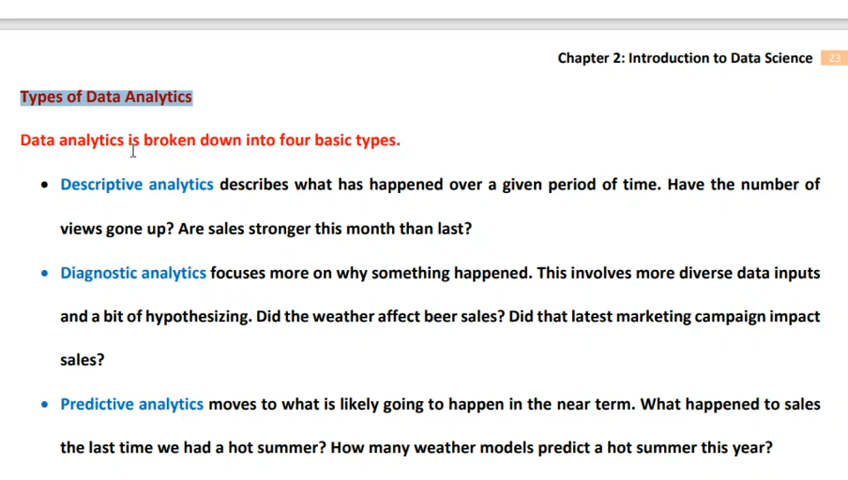 Chapter 2: Introduction to Data Science 23
Types of Data Analytics
Data analytics is broken down into four basic types.
• Descriptive analytics describes what has happened over a given period of time. Have the number of
views gone up? Are sales stronger this month than last?
• Diagnostic analytics focuses more on why something happened. This involves more diverse data inputs
and a bit of hypothesizing. Did the weather affect beer sales? Did that latest marketing campaign impact
sales?
• Predictive analytics moves to what is likely going to happen in the near term. What happened to sales
the last time we had a hot summer? How many weather models predict a hot summer this year?